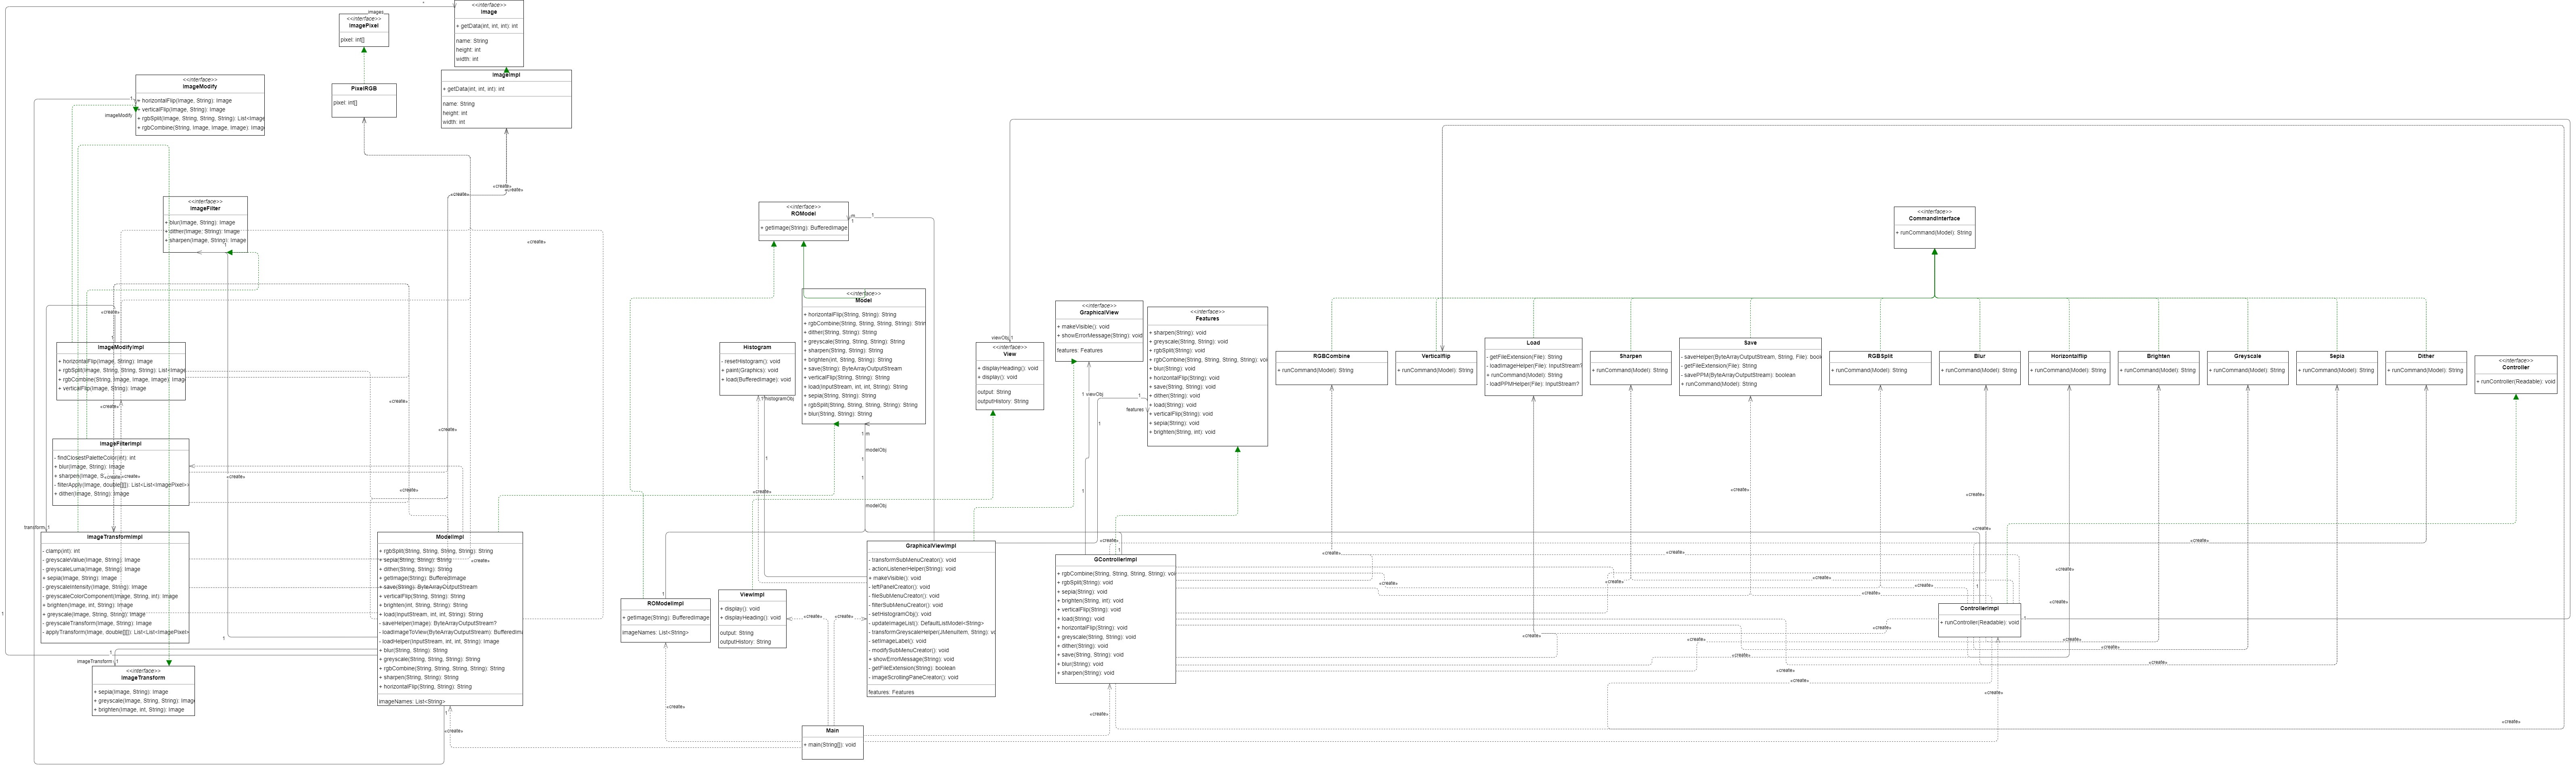 <<interface>>
Image
+ getData(int, int, int): int
name: String
height: int
width: int
images
*
<<interface>>
ImagePixel
pixel: int[]
ImageImpl
+ getData(int, int, int): int
name: String
height: int
width: int
PixelRGB
pixel: int[]
<<interface>>
ImageModify
+ horizontalFlip(Image, String): Image
+ verticalFlip(Image, String): Image
+ rgbSplit(Image, String, String, String): List<Image
+ rgbCombine(String, Image, Image, Image): Imag
imageModify
1
<<interface>>
ImageFilter
+ blur(Image, String): Image
+ dither(Image, String): Image
+ sharpen(Image, String): Image
«create»
«create»
«create»
<<interface>>
ROModel
+ getImage(String): BufferedImage
1
1
<<interface>>
CommandInterface
+ runCommand(Model): String
<<interface>>
Model
+ horizontalFlip(String, String): String
+ rgbCombine(String, String, String, String): Strin
+ dither(String, String): String
+ greyscale(String, String, String): String
+ sharpen(String, String): String
+ brighten(int, String, String): String
+ save(String): ByteArrayOutputStream
+ verticalFlip(String, String): String
+ load(InputStream, int, int, String): String
+ sepia(String, String): String
+ rgbSplit(String, String, String, String): String
+ blur(String, String): String
Histogram
- resetHistogram(): void
+ paint(Graphics): void
+ load(BufferedImage): void
histogramObj
viewObj
1
<<interface>>
View
+ displayHeading(): void
+ display(): void
output: String
outputHistory: String
<<interface>>
GraphicalView
+ makeVisible(): void
+ showErrorMessage(String): void
features: Features
1 viewObj
<<interface>>
Features
+ sharpen(String): void
+ greyscale(String, String): void
+ rgbSplit(String): void
+ rgbCombine(String, String, String, String): voi
+ blur(String): void
+ horizontalFlip(String): void
+ save(String, String): void
+ dither(String): void
+ load(String): void
+ verticalFlip(String): void
+ sepia(String): void
+ brighten(String, int): void
features
RGBCombine
+ runCommand(Model): String
Verticalflip
+ runCommand(Model): String
Load
- getFileExtension(File): String
- loadImageHelper(File): InputStream?
+ runCommand(Model): String
- loadPPMHelper(File): InputStream?
Sharpen
+ runCommand(Model): String
Save
- saveHelper(ByteArrayOutputStream, String, File): bool
- getFileExtension(File): String
- savePPM(ByteArrayOutputStream): boolean
+ runCommand(Model): String
RGBSplit
+ runCommand(Model): String
Blur
+ runCommand(Model): String
Horizontalflip
+ runCommand(Model): String
Brighten
+ runCommand(Model): String
Greyscale
+ runCommand(Model): String
Sepia
+ runCommand(Model): String
Dither
+ runCommand(Model): String
<<interface>>
Controller
+ runController(Readable): void
ImageModifyImpl
+ horizontalFlip(Image, String): Image
+ rgbSplit(Image, String, String, String): List<Image
+ rgbCombine(String, Image, Image, Image): Imag
+ verticalFlip(Image, String): Image
«create»
ImageFilterImpl
- findClosestPaletteColor(int): int
+ blur(Image, String): Image
+ sharpen(Image, S
- filterApply(Image, double[][]): List<List<ImagePixel>>
+ dither(Image, String): Image
transform 1
ImageTransformImpl
- clamp(int): int
- greyscaleValue(Image, String): Image
- greyscaleLuma(Image, String): Image
+ sepia(Image, String): Image
- greyscaleIntensity(Image, String): Image
- greyscaleColorComponent(Image, String, int): Image
+ brighten(Image, int, String): Image
+ greyscale(Image, String, String): Image
- greyscaleTransform(Image, String): Image
- applyTransform(Image, double[][]): List<List<ImagePixel>
imageTransform 1
<<interface>>
ImageTransform
+ sepia(Image, String): Image
+ greyscale(Image, String, String): Image
+ brighten(Image, int, String): Image
ModelImpl
+ rgbSplit(String, String, String, String): String
+ sepia(String, String): String
+ dither(String, String): String
+ getImage(String): BufferedImage
+ save(String): ByteArrayOutputStream
+ verticalFlip(String, String): String
+ brighten(int, String, String): String
+ load(InputStream, int, int, String): String
- saveHelper(Image): ByteArrayOutputStream?
- loadImageToView(ByteArrayOutputStream): BufferedIma
- loadHelper(InputStream, int, int, String): Image
+ blur(String, String): String
+ greyscale(String, String, String): String
+ rgbCombine(String, String, String, String): String
+ sharpen(String, String): String
+ horizontalFlip(String, String): String
imageNames: List<String>
ROModelImpl
+ getImage(String): BufferedImage
imageNames: List<String>
ViewImpl
+ display(): void
+ displayHeading(): void
output: String
outputHistory: String
1 m
modelObj
1
1
modelObj
GraphicalViewImpl
- transformSubMenuCreator(): void
- actionListenerHelper(String): void
+ makeVisible(): void
- leftPanelCreator(): void
- fileSubMenuCreator(): void
- filterSubMenuCreator(): void
- setHistogramObj(): void
- updateImageList(): DefaultListModel<String>
- transformGreyscaleHelper(JMenuItem, String): vo
- setImageLabel(): void
- modifySubMenuCreator(): void
+ showErrorMessage(String): void
- getFileExtension(String): boolean
- imageScrollingPaneCreator(): void
features: Features
GControllerImpl
+ rgbCombine(String, String, String, String): voi
+ rgbSplit(String): void
+ sepia(String): void
+ brighten(String, int): void
+ verticalFlip(String): void
+ load(String): void
+ horizontalFlip(String): void
+ greyscale(String, String): void
+ dither(String): void
+ save(String, String): void
+ blur(String): void
+ sharpen(String): void
ControllerImpl
+ runController(Readable): void
Main
+ main(String[]): void
«create»
«create»
«create»
«create»